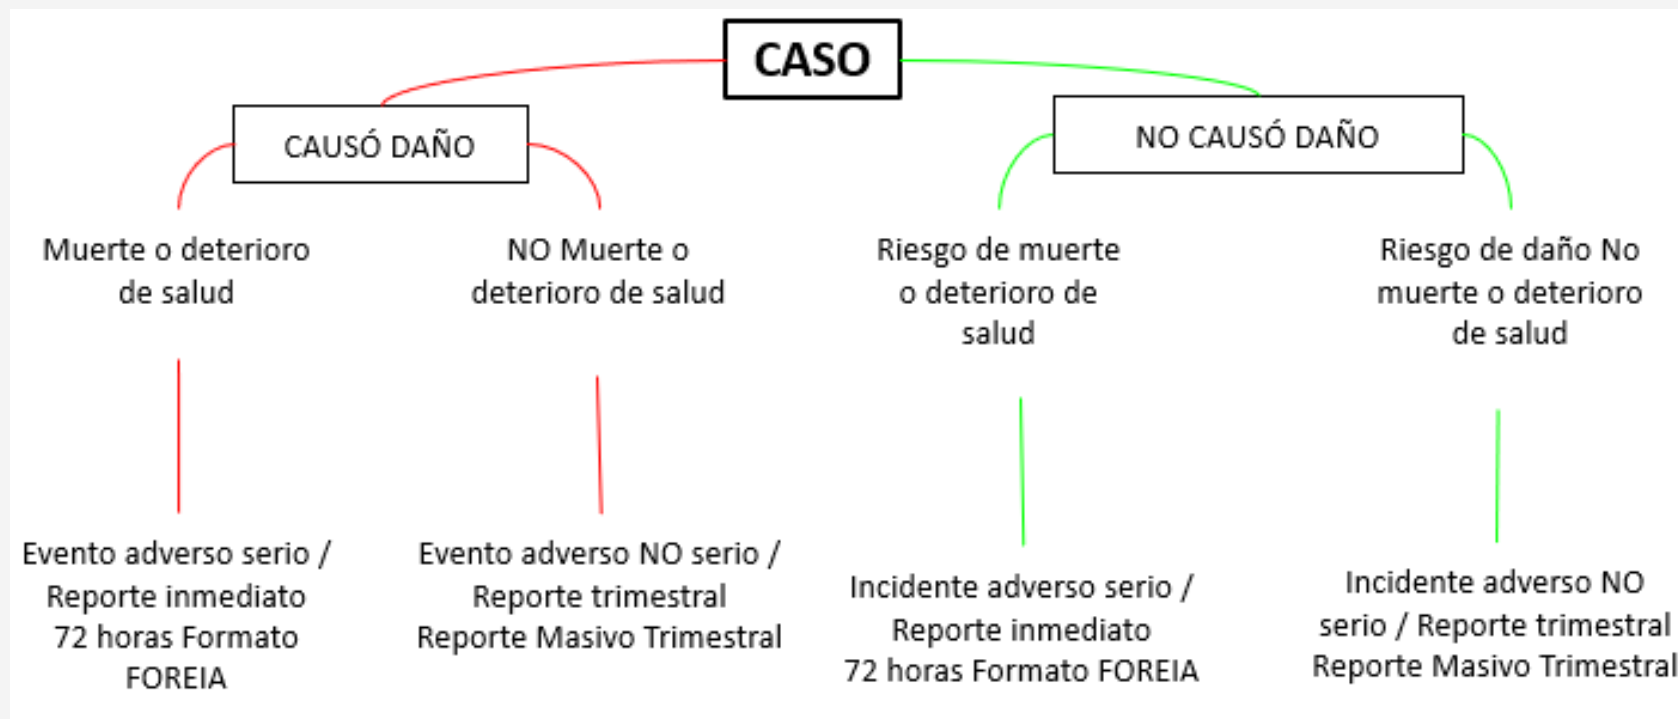 CASO
CAUSÓ DAÑO
NO CAUSÓ DAÑO
Muerte o deterioro
de salud
NO Muerte o
deterioro de salud
Riesgo de muerte
o deterioro de
salud
Riesgo de daño No
muerte o deterioro
de salud
Evento adverso serio /
Reporte inmediato
72 horas Formato
FOREIA
Evento adverso NO serio /
Reporte trimestral
Reporte Masivo Trimestral
Incidente adverso serio /
Reporte inmediato
72 horas Formato FOREIA
Incidente adverso NO
serio / Reporte trimestral
Reporte Masivo Trimestral